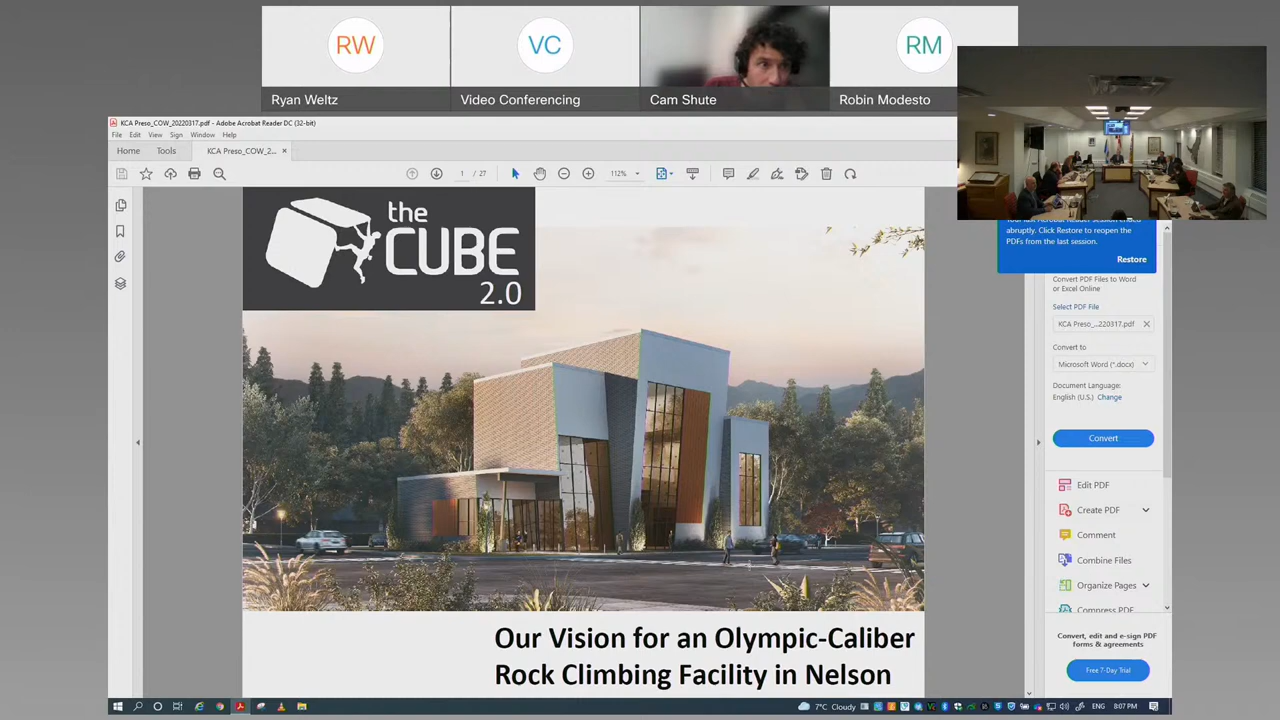 RW
VC
RM
Ryan Weltz
Video Conferencing
Cam Shute
Robin Modesto
KCA Preso_COW_20220317.pdf - Adobe Acrobat Reader DC (32-bit)
File Edit View Sign Window Help
Home Tools KCA Preso_COW_2... ×
1 / 27
112%
abruptly. Click Restore to reopen the
PDFs from the last session.
Restore
the
CUBE
2.0
Convert PDF Files to Word
or Excel Online
Select PDF File
KCA Preso_...220317.pdf ×
Convert to
Microsoft Word (*.docx)
Document Language:
English (U.S.) Change
Convert
Edit PDF
Create PDF
Comment
Combine Files
Organize Pages
Compress PDF
Convert, edit and e-sign PDF
forms & agreements
Free 7-Day Trial
Our Vision for an Olympic-Caliber
Rock Climbing Facility in Nelson
7°C Cloudy
ENG
8:07 PM